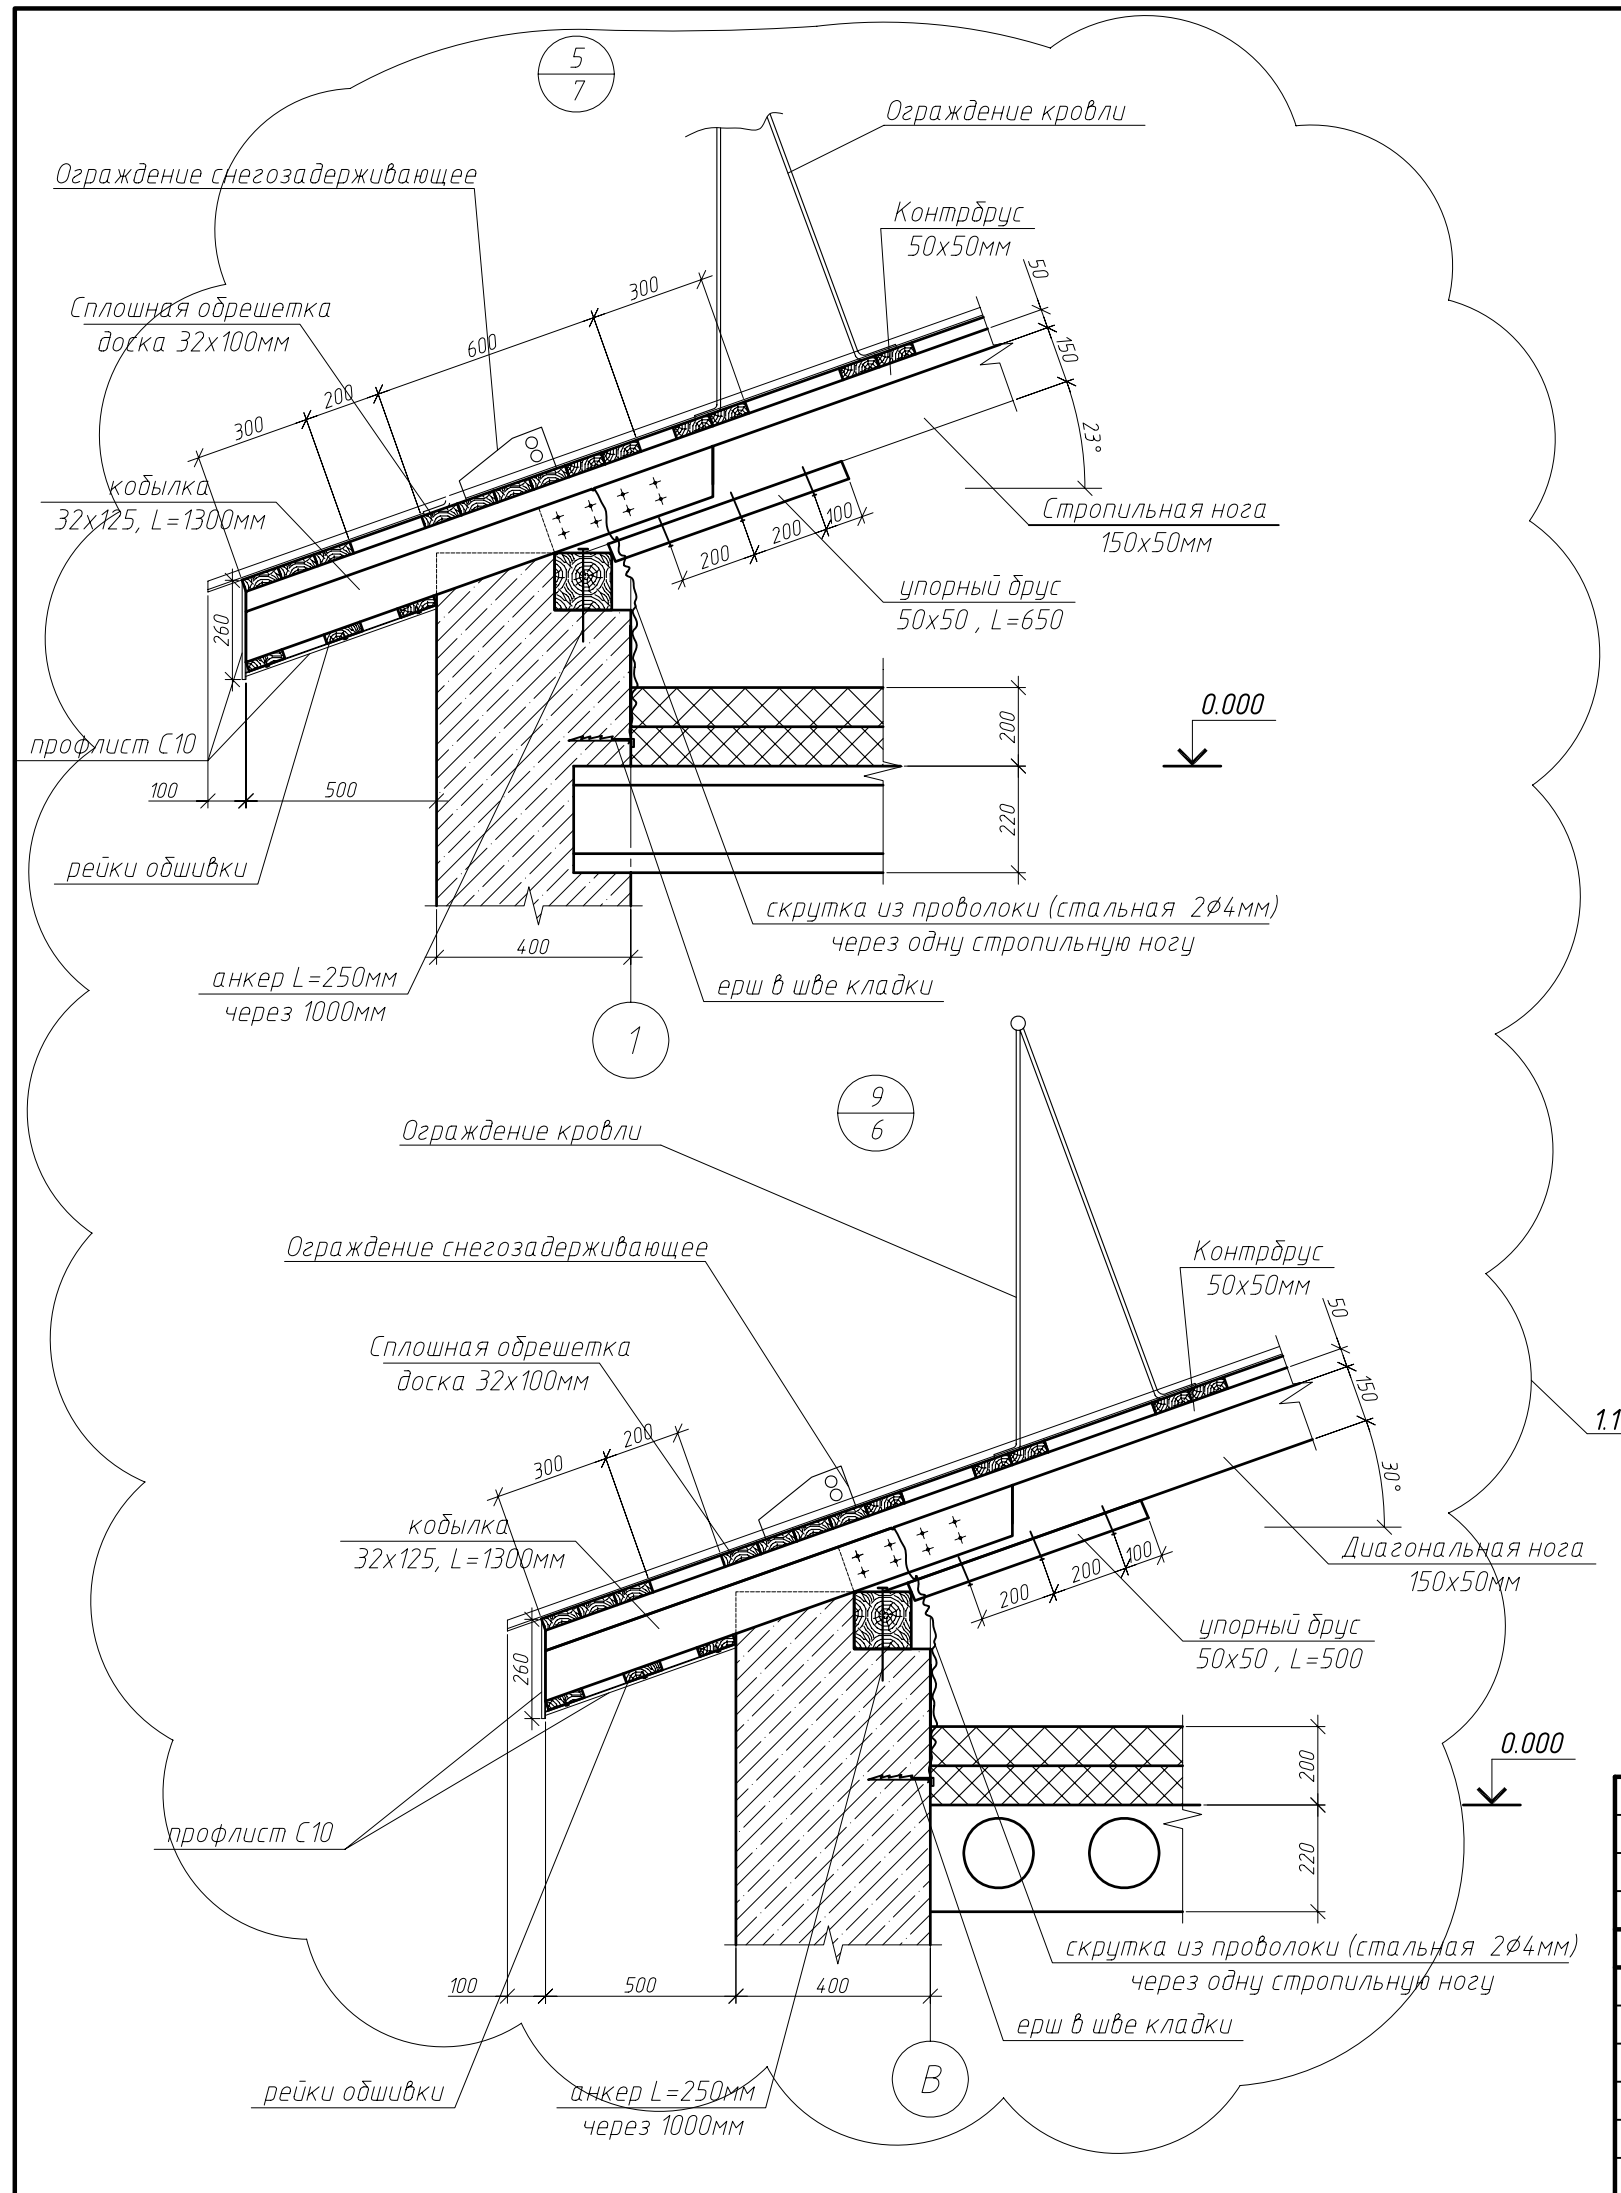 5
7
Ограждение кровли
Ограждение снегозадерживающее
Контрбрус
50х50мм
50
300
Сплошная обрешетка
доска 32х100мм
600
150
200
300
23°
кобылка
32х125, L=1300мм
Стропильная нога
150х50мм
100
200
200
упорный брус
50х50 , L=650
260
0.000
200
профлист С10
100
500
220
рейки обшивки
скрутка из проволоки (стальная 2Ø4мм)
через одну стропильную ногу
400
анкер L=250мм
через 1000мм
ерш в шве кладки
1
9
6
Ограждение кровли
Ограждение снегозадерживающее
Контрбрус
50х50мм
50
Сплошная обрешетка
доска 32х100мм
150
1.1
200
300
30°
кобылка
32х125, L=1300мм
Диагональная нога
150х50мм
100
200
200
упорный брус
50х50 , L=500
260
0.000
200
профлист С10
220
скрутка из проволоки (стальная 2Ø4мм)
через одну стропильную ногу
100
500
400
ерш в шве кладки
В
рейки обшивки
анкер L=250мм
через 1000мм